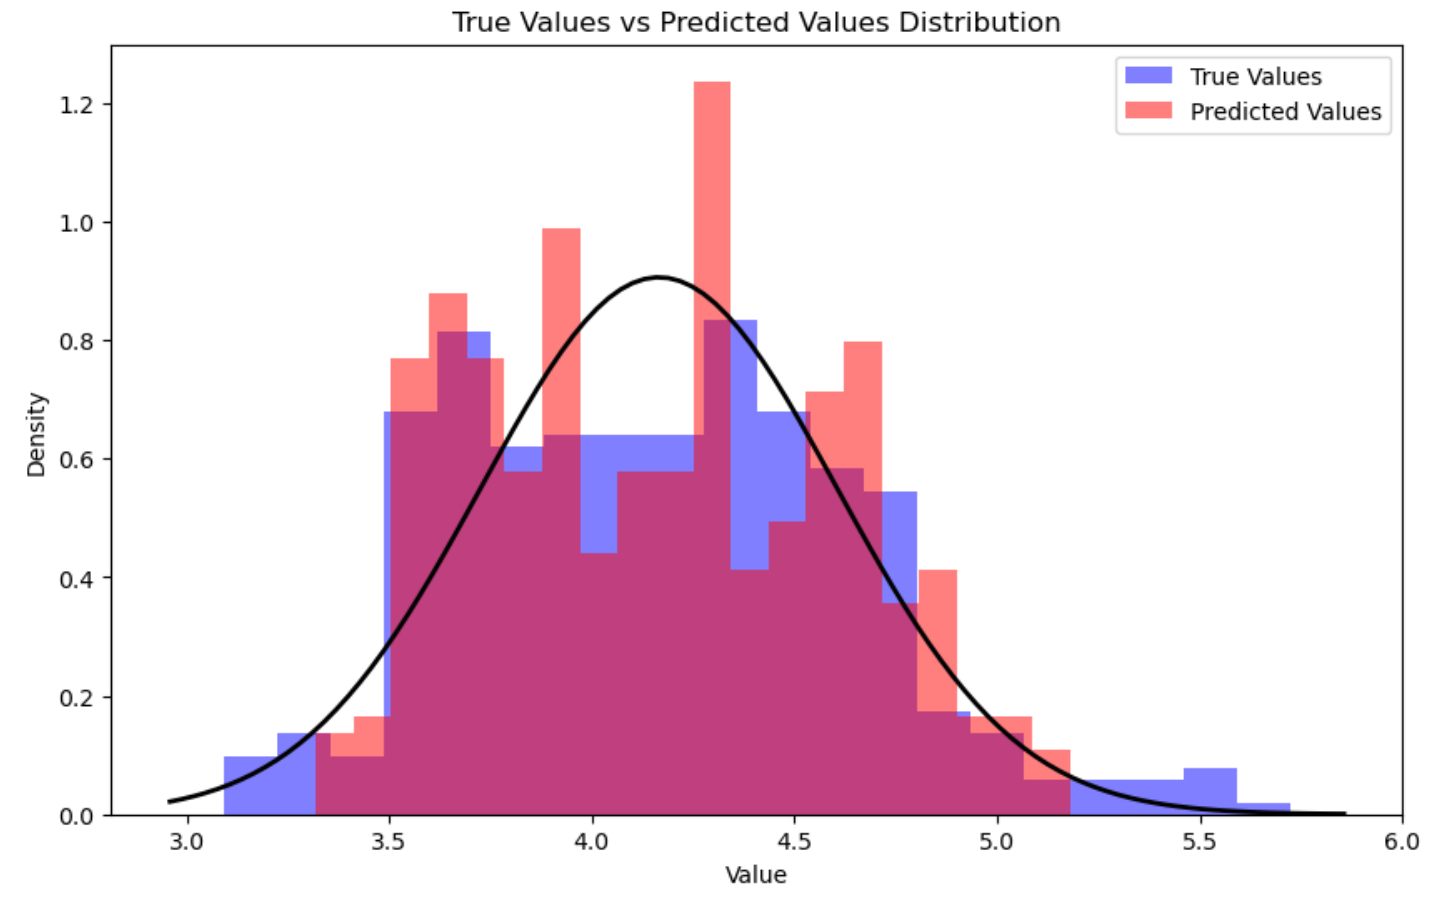 True Values vs Predicted Values Distribution
True Values
Predicted Values
Density
1.2
1.0
0.8
0.6
0.4
0.2
0.0
3.0 3.5 4.0 4.5 5.0 5.5 6.0
Value